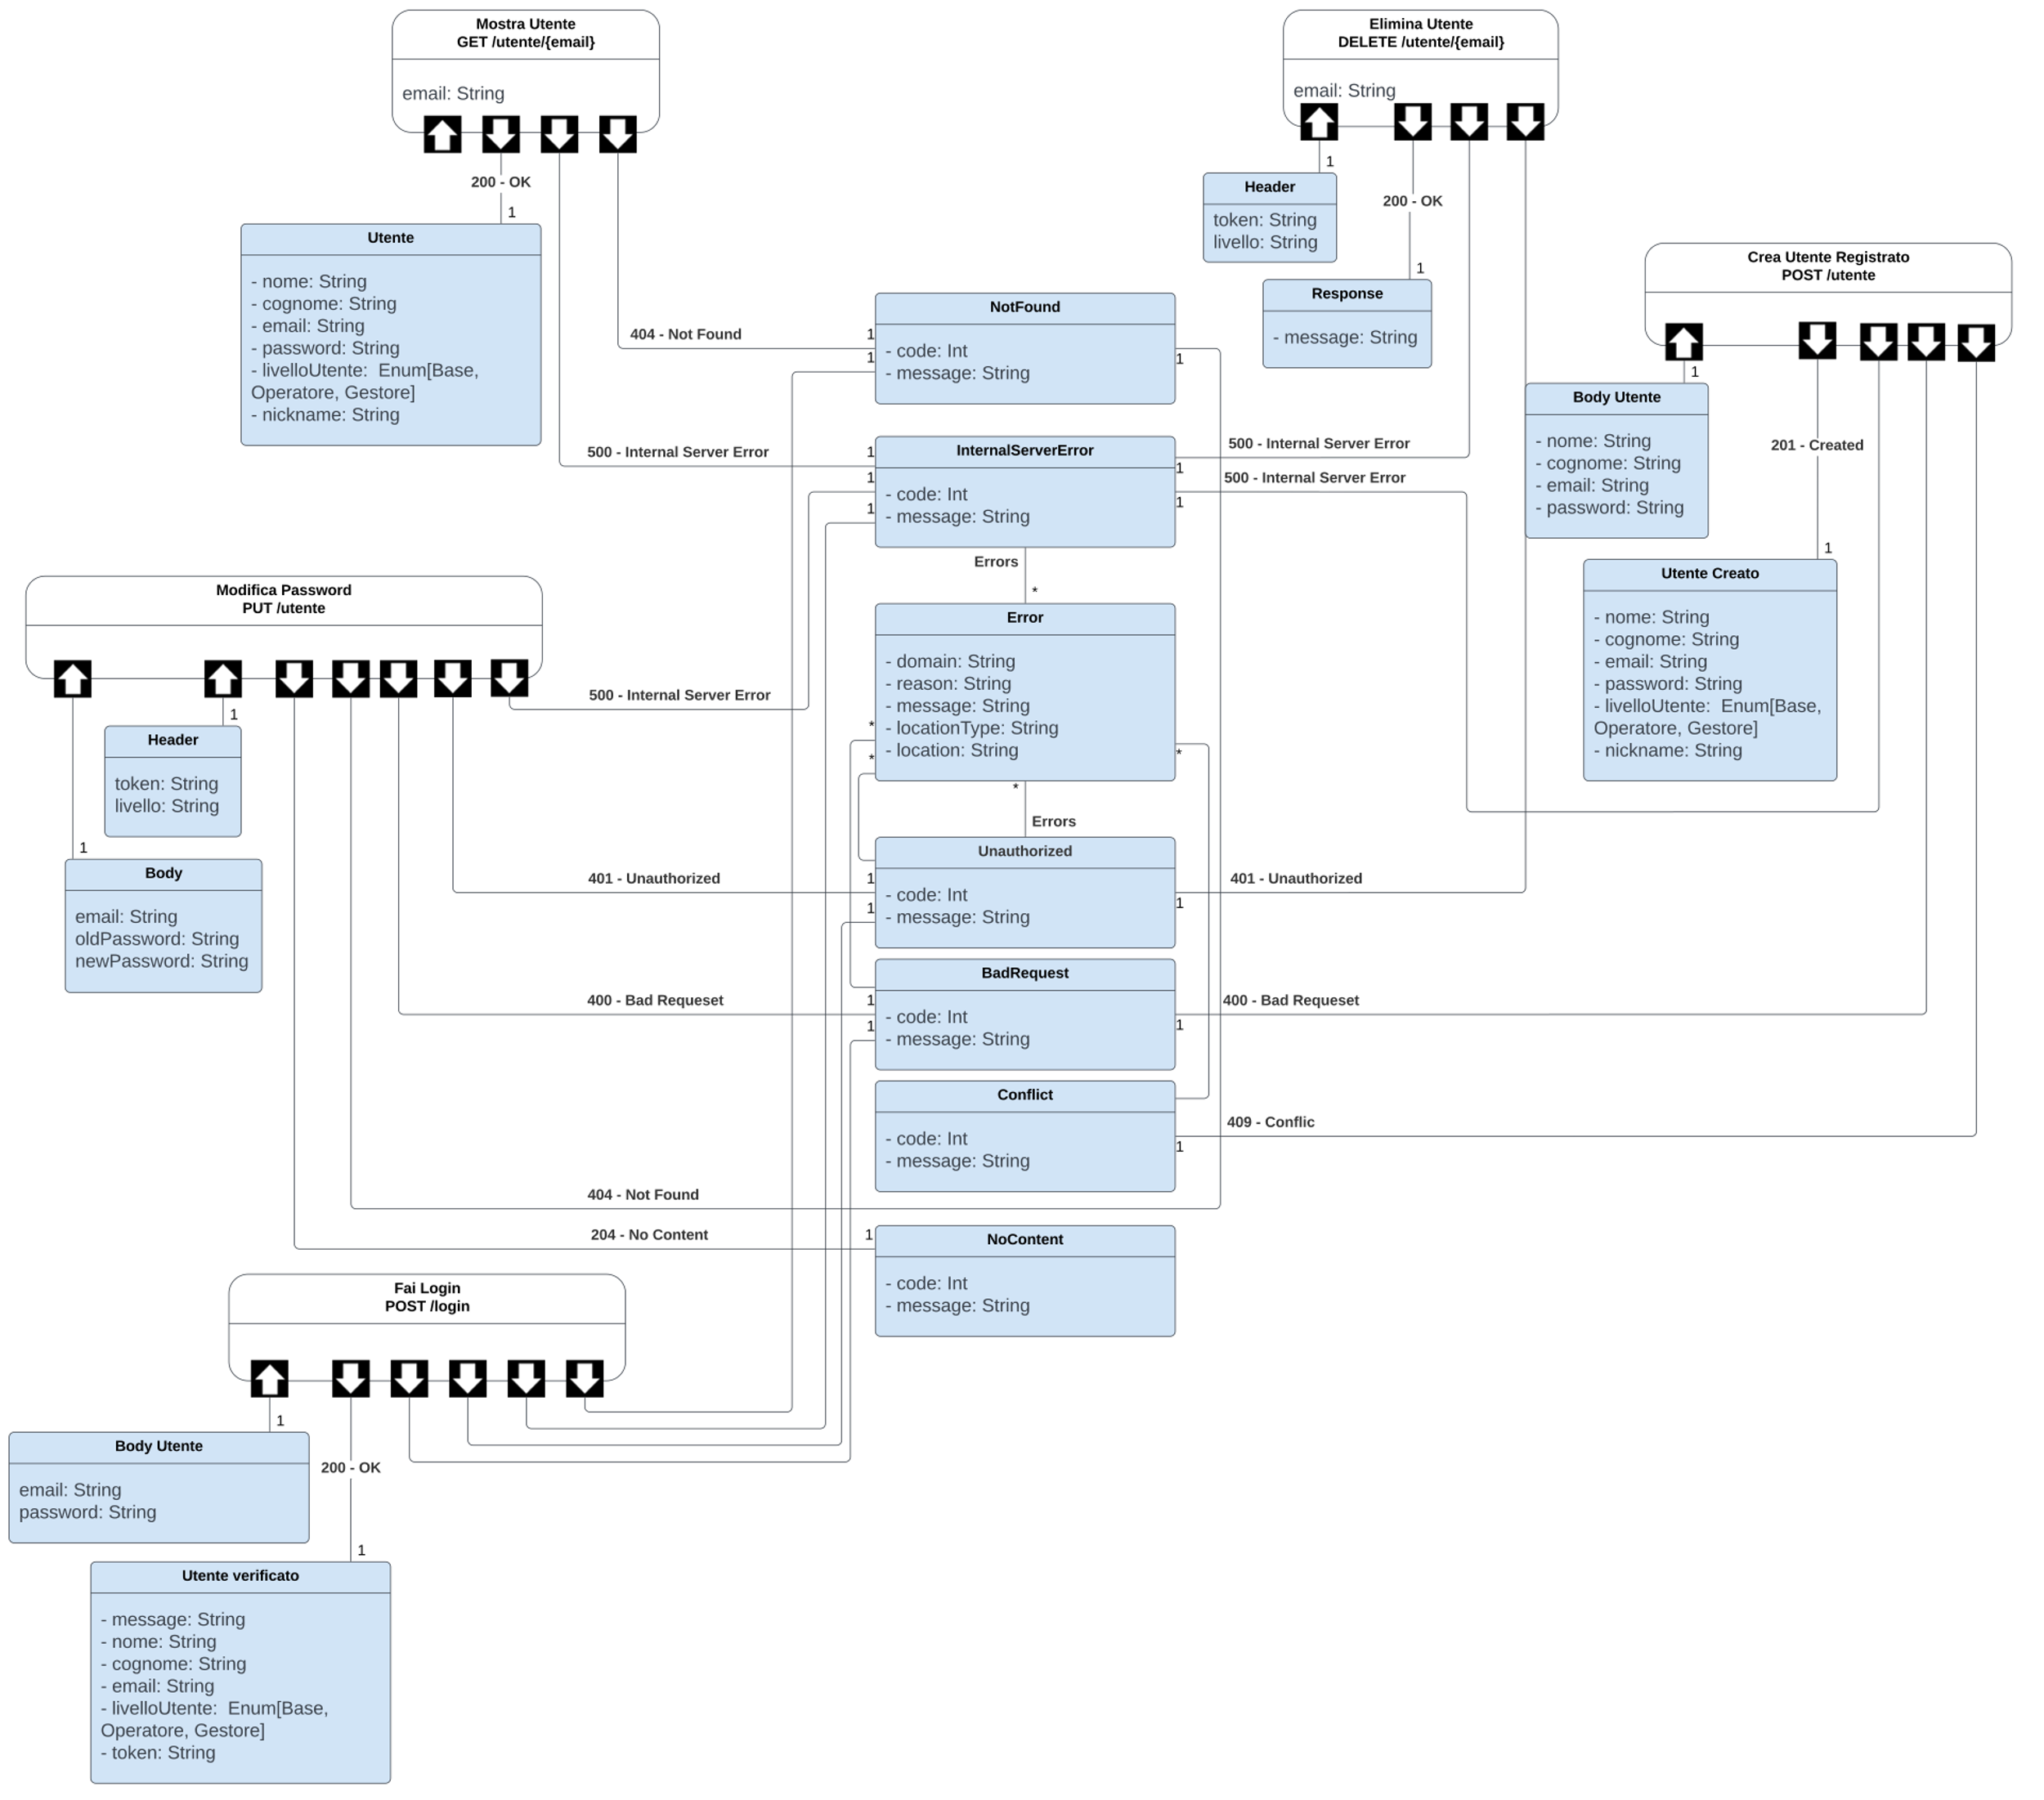 Mostra Utente
GET /utente/{email}
email: String
200 - OK
1
Utente
- nome: String
- cognome: String
- email: String
- password: String
- livelloUtente:  Enum[Base,
Operatore, Gestore]
- nickname: String
404 - Not Found
1
500 - Internal Server Error
1
Elimina Utente
DELETE /utente/{email}
email: String
1
Header
token: String
livello: String
200 - OK
1
Response
- message: String
500 - Internal Server Error
1
401 - Unauthorized
1
Crea Utente Registrato
POST /utente
1
Body Utente
- nome: String
- cognome: String
- email: String
- password: String
201 - Created
1
Utente Creato
- nome: String
- cognome: String
- email: String
- password: String
- livelloUtente:  Enum[Base,
Operatore, Gestore]
- nickname: String
500 - Internal Server Error
1
400 - Bad Requeset
1
409 - Conflic
1
NotFound
- code: Int
- message: String
1
1
InternalServerError
- code: Int
- message: String
1
1
Errors
*
Error
- domain: String
- reason: String
- message: String
- locationType: String
- location: String
*
*
*
*
Errors
Unauthorized
- code: Int
- message: String
1
1
BadRequest
- code: Int
- message: String
1
1
Conflict
- code: Int
- message: String
NoContent
- code: Int
- message: String
1
Modifica Password
PUT /utente
1
Header
token: String
livello: String
1
Body
email: String
oldPassword: String
newPassword: String
500 - Internal Server Error
401 - Unauthorized
400 - Bad Requeset
404 - Not Found
204 - No Content
Fai Login
POST /login
1
Body Utente
email: String
password: String
200 - OK
1
Utente verificato
- message: String
- nome: String
- cognome: String
- email: String
- livelloUtente:  Enum[Base,
Operatore, Gestore]
- token: String